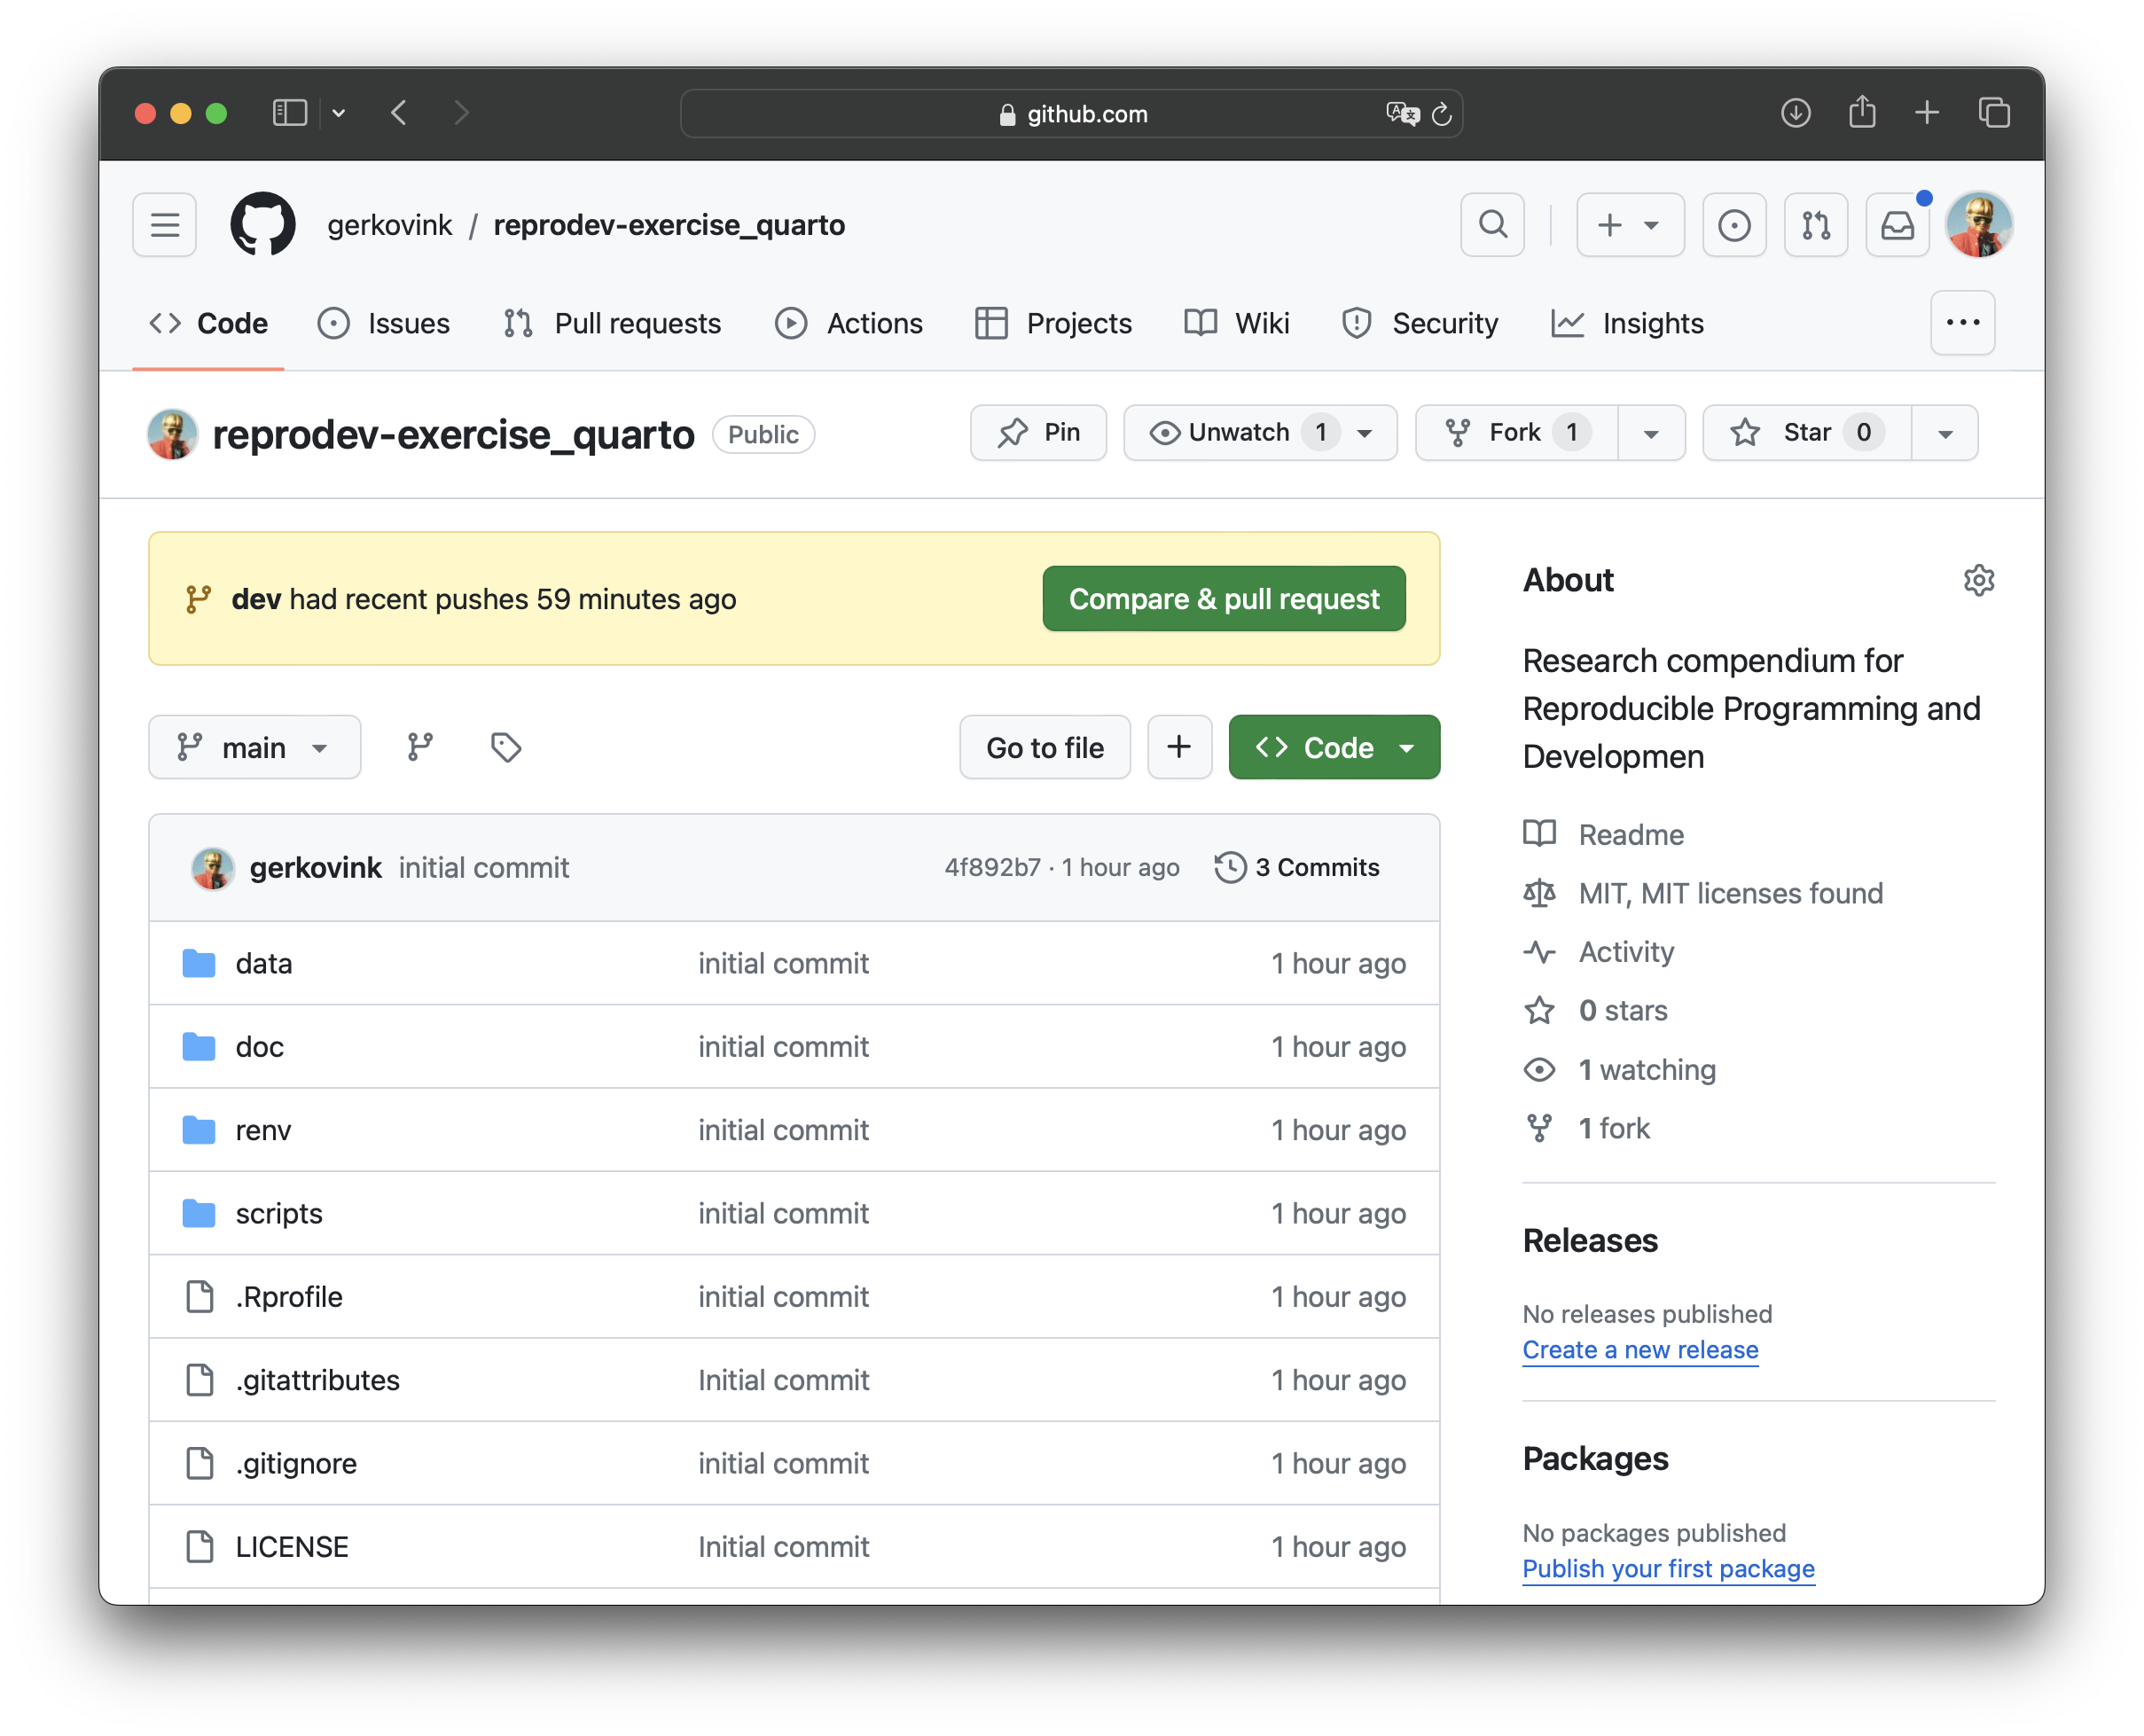 github.com
gerkovink / reprodev-exercise_quarto
Code Issues Pull requests Actions Projects Wiki Security Insights
reprodev-exercise_quarto Public Pin Unwatch 1 Fork 1 Star 0
dev had recent pushes 59 minutes ago Compare & pull request
main Go to file Code
gerkovink initial commit 4f892b7 · 1 hour ago 3 Commits
data initial commit 1 hour ago
doc initial commit 1 hour ago
renv initial commit 1 hour ago
scripts initial commit 1 hour ago
.Rprofile initial commit 1 hour ago
.gitattributes Initial commit 1 hour ago
.gitignore initial commit 1 hour ago
LICENSE Initial commit 1 hour ago
About
Research compendium for
Reproducible Programming and
Developmen
Readme
MIT, MIT licenses found
Activity
0 stars
1 watching
1 fork
Releases
No releases published
Create a new release
Packages
No packages published
Publish your first package